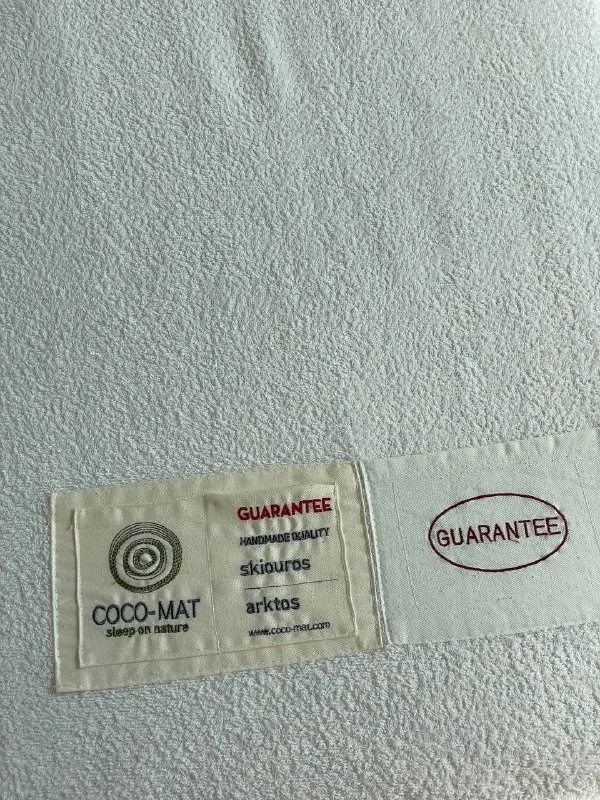 COCO-MAT
sleep on nature
GUARANTEE
HANDMADE QUALITY
skiouros
arktos
www.coco-mat.com
GUARANTEE